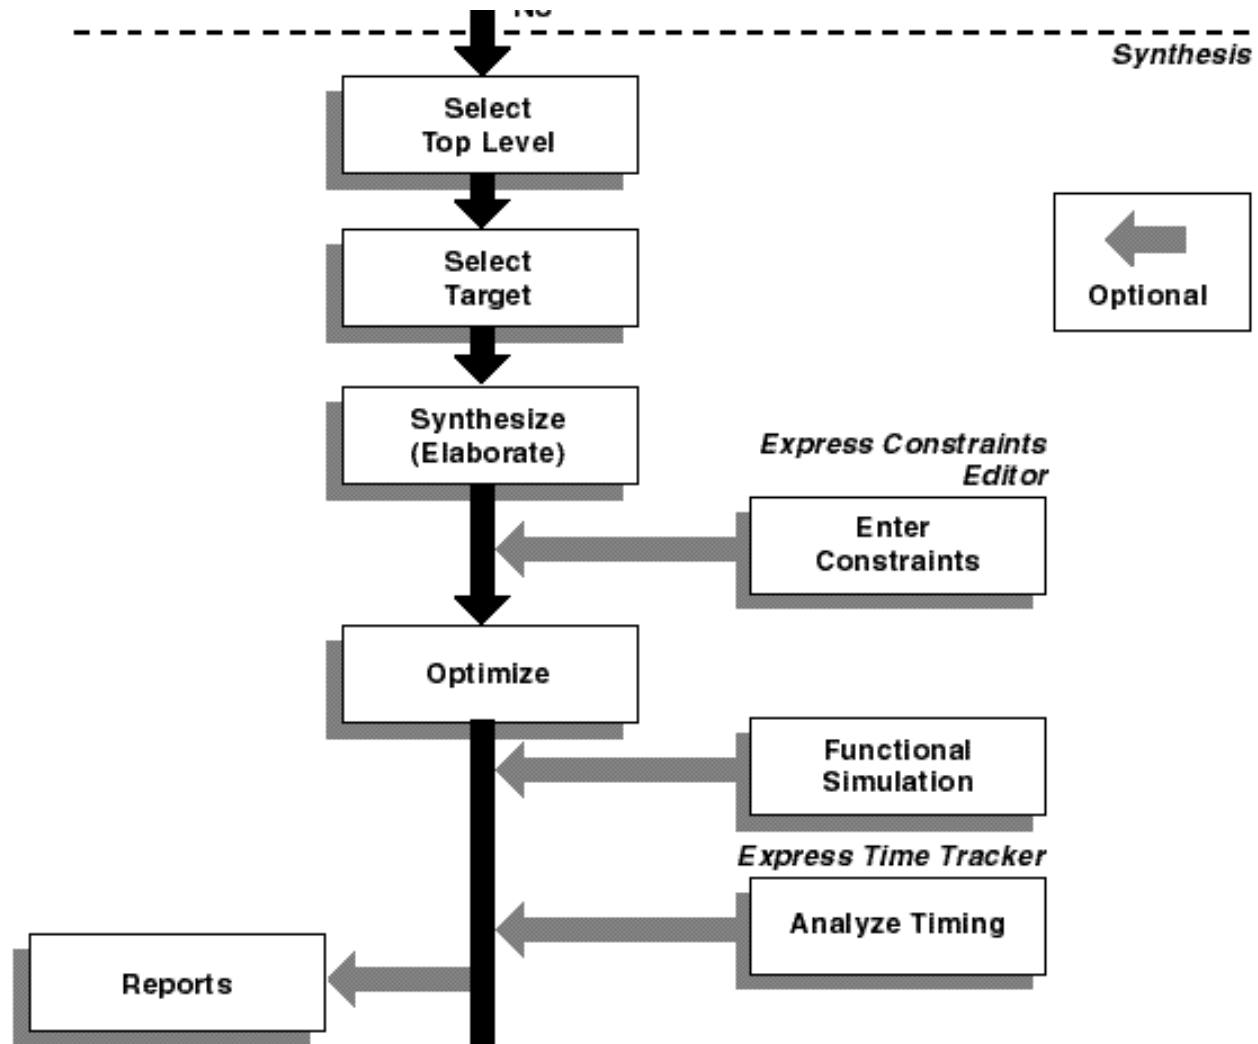 Synthesis
Select
Top Level
Select
Target
Optional
Synthesize
(Elaborate)
Express Constraints
Editor
Enter
Constraints
Optimize
Functional
Simulation
Express Time Tracker
Analyze Timing
Reports